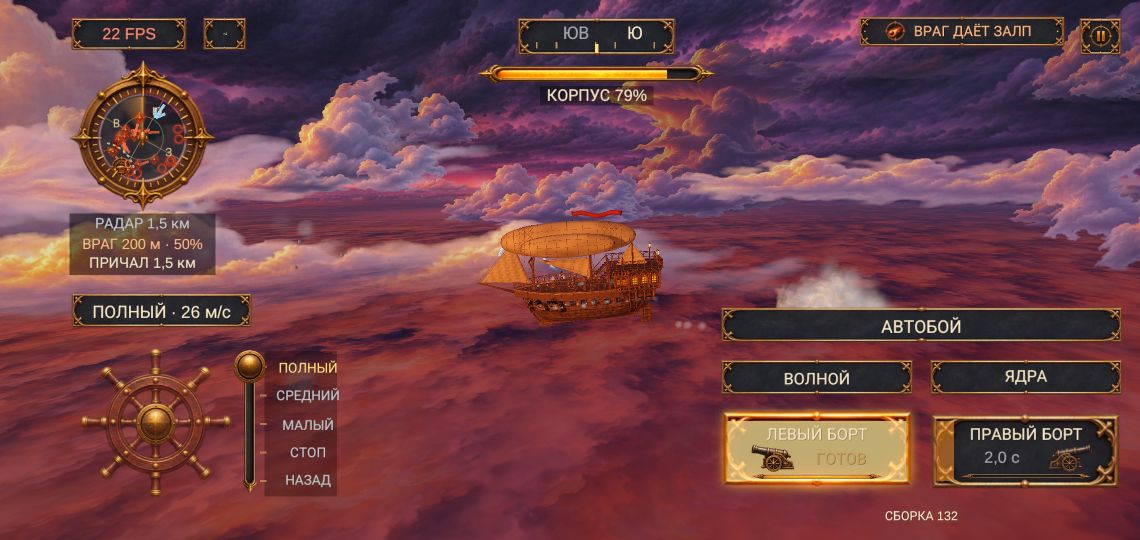 22 FPS
ЮВ Ю
ВРАГ ДАЁТ ЗАЛП
КОРПУС 79%
В
З
РАДАР 1,5 км
ВРАГ 200 м · 50%
ПРИЧАЛ 1,5 км
ПОЛНЫЙ · 26 м/с
ПОЛНЫЙ
СРЕДНИЙ
МАЛЫЙ
СТОП
НАЗАД
АВТОБОЙ
ВОЛНОЙ
ЯДРА
ЛЕВЫЙ БОРТ
ГОТОВ
ПРАВЫЙ БОРТ
2,0 с
СБОРКА 132